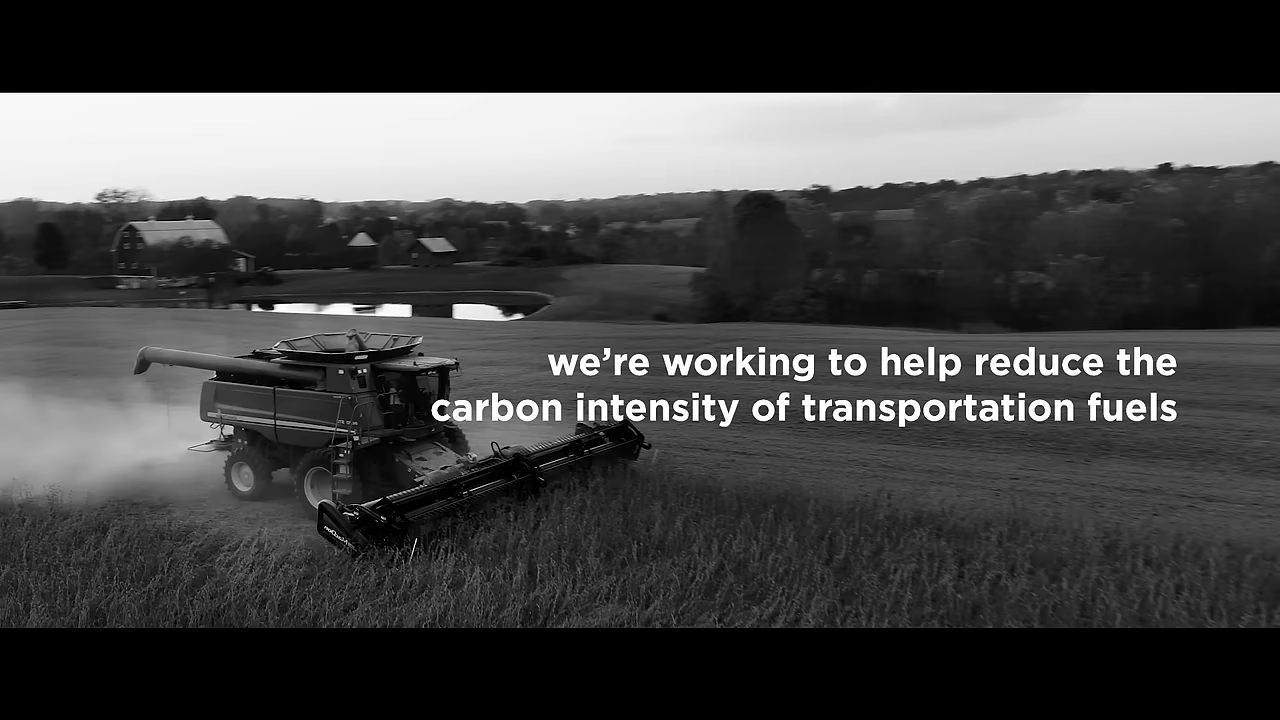 we’re working to help reduce the
carbon intensity of transportation fuels